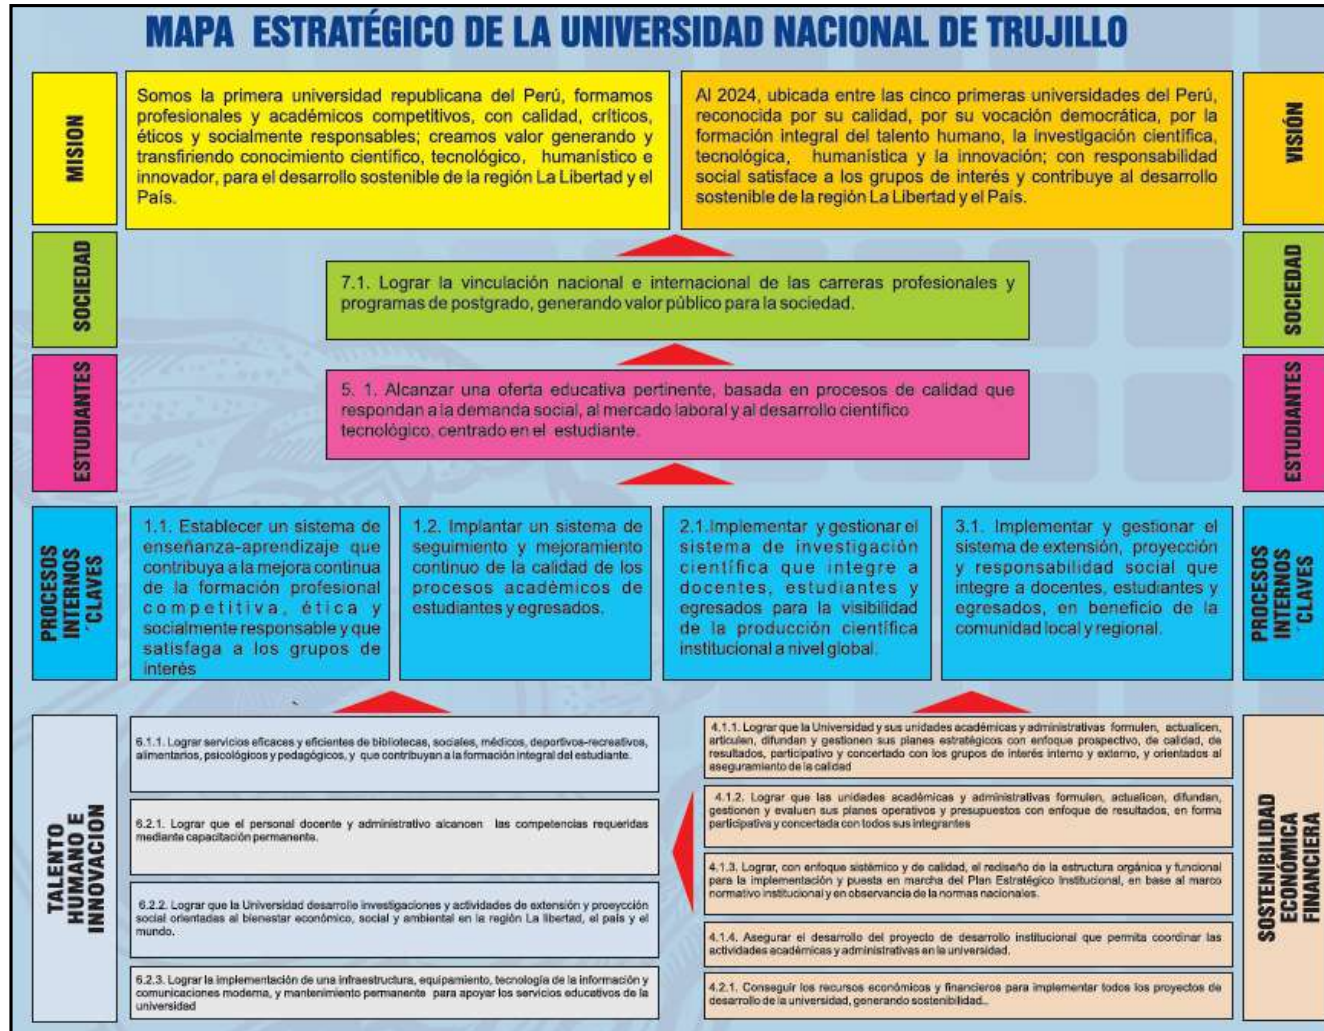 MAPA ESTRATÉGICO DE LA UNIVERSIDAD NACIONAL DE TRUJILLO
MISION
Somos la primera universidad republicana del Perú, formamos
profesionales y académicos competitivos, con calidad, críticos,
éticos y socialmente responsables; creamos valor generando y
transfiriendo conocimiento científico, tecnológico, humanístico e
innovador, para el desarrollo sostenible de la región La Libertad y el
País.
Al 2024, ubicada entre las cinco primeras universidades del Perú,
reconocida por su calidad, por su vocación democrática, por la
formación integral del talento humano, la investigación científica,
tecnológica, humanística y la innovación; con responsabilidad
social satisface a los grupos de interés y contribuye al desarrollo
sostenible de la región La Libertad y el País.
VISIÓN
SOCIEDAD
7.1. Lograr la vinculación nacional e internacional de las carreras profesionales y
programas de postgrado, generando valor público para la sociedad.
SOCIEDAD
ESTUDIANTES
5. 1. Alcanzar una oferta educativa pertinente, basada en procesos de calidad que
respondan a la demanda social, al mercado laboral y al desarrollo científico
tecnológico, centrado en el estudiante.
ESTUDIANTES
PROCESOS
INTERNOS
´CLAVES
1.1. Establecer un sistema de
enseñanza-aprendizaje que
contribuya a la mejora continua
de la formación profesional
competitiva, ética y
socialmente responsable y que
satisfaga a los grupos de
interés
1.2. Implantar un sistema de
seguimiento y mejoramiento
continuo de la calidad de los
procesos académicos de
estudiantes y egresados.
2.1.Implementar y gestionar el
sistema de investigación
científica que integre a
docentes, estudiantes y
egresados para la visibilidad
de la producción científica
institucional a nivel global.
3.1. Implementar y gestionar el
sistema de extensión, proyección
y responsabilidad social que
integre a docentes, estudiantes y
egresados, en beneficio de la
comunidad local y regional.
PROCESOS
INTERNOS
´CLAVES
TALENTO
HUMANO E
INNOVACION
6.1.1. Lograr servicios eficaces y eficientes de bibliotecas, sociales, médicos, deportivos-recreativos,
alimentarios, psicológicos y pedagógicos, y que contribuyan a la formación integral del estudiante.
6.2.1. Lograr que el personal docente y administrativo alcancen las competencias requeridas
mediante capacitación permanente.
6.2.2. Lograr que la Universidad desarrolle investigaciones y actividades de extensión y proeycción
social orientadas al bienestar económico, social y ambiental en la región La libertad, el país y el
mundo.
6.2.3. Lograr la implementación de una infraestructura, equipamiento, tecnología de la información y
comunicaciones moderna, y mantenimiento permanente para apoyar los servicios educativos de la
universidad
4.1.1. Lograr que la Universidad y sus unidades académicas y administrativas formulen, actualicen,
articulen, difundan y gestionen sus planes estratégicos con enfoque prospectivo, de calidad, de
resultados, participativo y concertado con los grupos de interés interno y externo, y orientados al
aseguramiento de la calidad
4.1.2. Lograr que las unidades académicas y administrativas formulen, actualicen, difundan,
gestionen y evaluen sus planes operativos y presupuestos con enfoque de resultados, en forma
participativa y concertada con todos sus integrantes
4.1.3. Lograr, con enfoque sistémico y de calidad, el rediseño de la estructura orgánica y funcional
para la implementación y puesta en marcha del Plan Estratégico Institucional, en base al marco
normativo institucional y en observancia de la normas nacionales.
4.1.4. Asegurar el desarrollo del proyecto de desarrollo institucional que permita coordinar las
actividades académicas y administrativas en la universidad.
4.2.1. Conseguir los recursos económicos y financieros para implementar todos los proyectos de
desarrollo de la universidad, generando sostenibilidad..
SOSTENIBILIDAD
ECONÓMICA
FINANCIERA